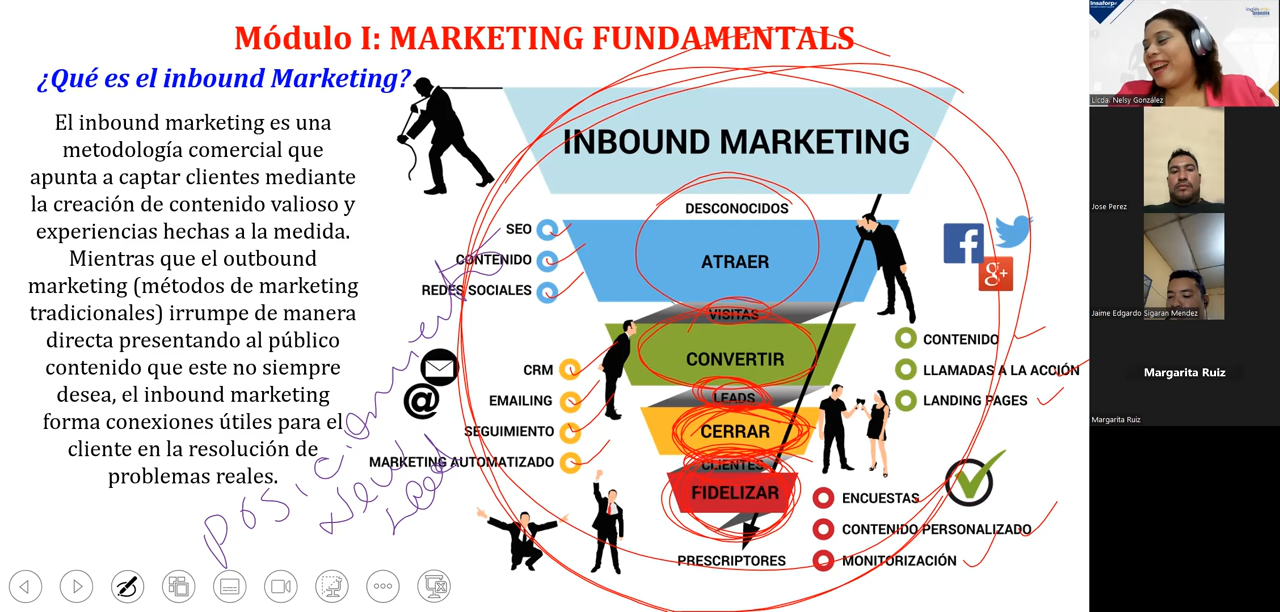 Módulo I: MARKETING FUNDAMENTALS
¿Qué es el inbound Marketing?
El inbound marketing es una
metodología comercial que
apunta a captar clientes mediante
la creación de contenido valioso y
experiencias hechas a la medida.
Mientras que el outbound
marketing (métodos de marketing
tradicionales) irrumpe de manera
directa presentando al público
contenido que este no siempre
desea, el inbound marketing
forma conexiones útiles para el
cliente en la resolución de
problemas reales.
posicionamiento
Lead
INBOUND MARKETING
DESCONOCIDOS
SEO
CONTENIDO
REDES SOCIALES
ATRAER
f
g+
VISITAS
CONVERTIR
CONTENIDO
LLAMADAS A LA ACCIÓN
LANDING PAGES
@
CRM
EMAILING
SEGUIMIENTO
MARKETING AUTOMATIZADO
LEADS
CERRAR
CLIENTES
FIDELIZAR
ENCUESTAS
CONTENIDO PERSONALIZADO
MONITORIZACIÓN
PRESCRIPTORES
Insaforp
Licda. Nelsy González
Jose Perez
Jaime Edgardo Sigaran Mendez
Margarita Ruiz
Margarita Ruiz